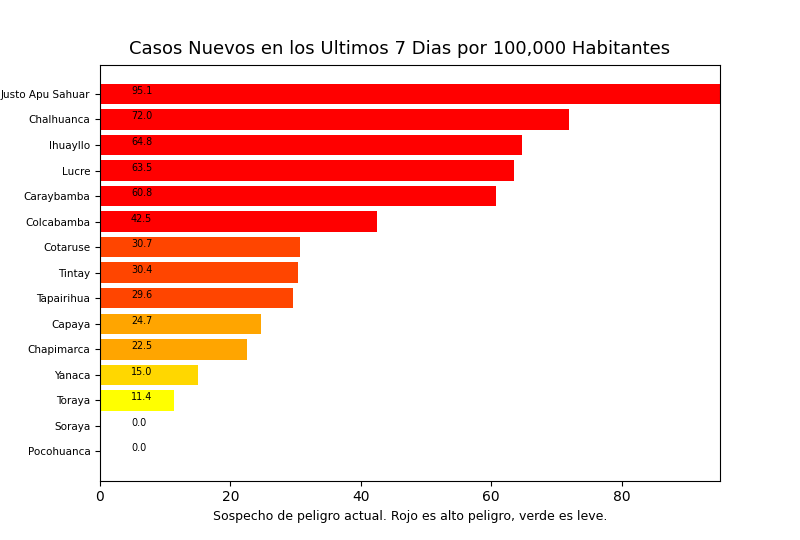 Casos Nuevos en los Ultimos 7 Dias por 100,000 Habitantes
Justo Apu Sahuar 95.1
Chalhuanca 72.0
Ihuayllo 64.8
Lucre 63.5
Caraybamba 60.8
Colcabamba 42.5
Cotaruse 30.7
Tintay 30.4
Tapairihua 29.6
Capaya 24.7
Chapimarca 22.5
Yanaca 15.0
Toraya 11.4
Soraya 0.0
Pocohuanca 0.0
0 20 40 60 80
Sospecho de peligro actual. Rojo es alto peligro, verde es leve.